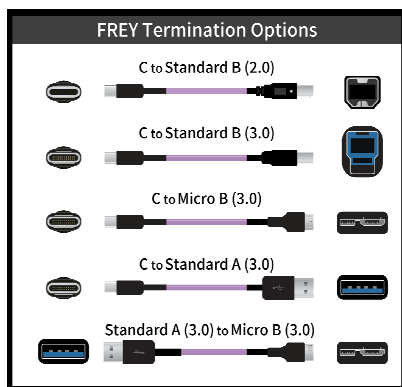 FREY Termination Options
C to Standard B (2.0)
C to Standard B (3.0)
C to Micro B (3.0)
C to Standard A (3.0)
Standard A (3.0) to Micro B (3.0)